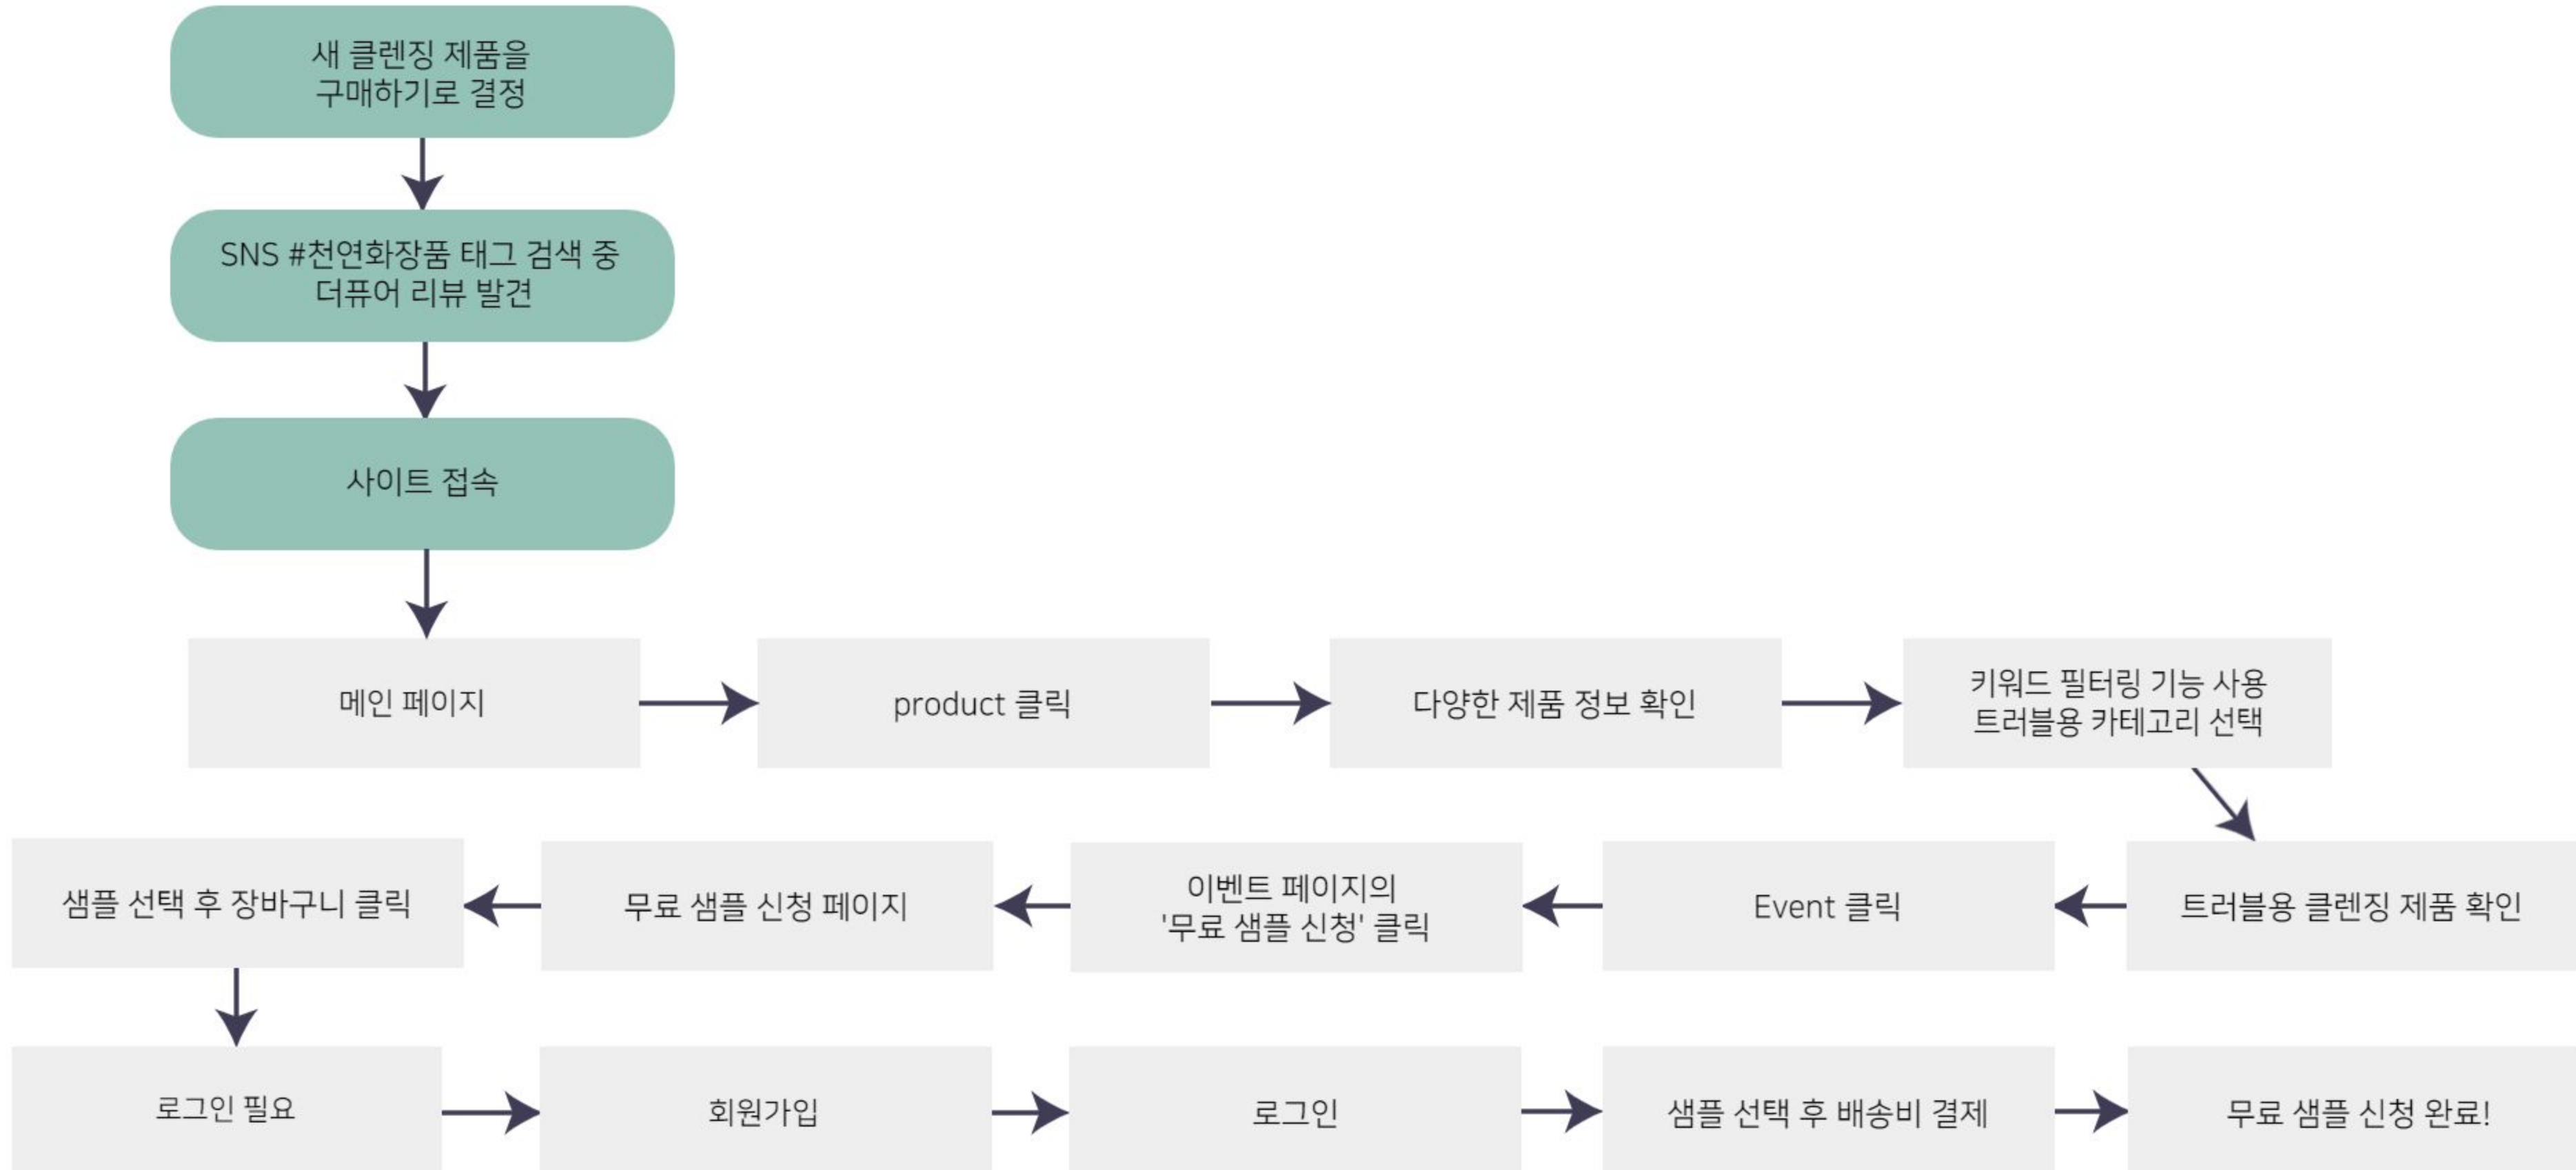 새 클렌징 제품을
구매하기로 결정
SNS #천연화장품 태그 검색 중
더퓨어 리뷰 발견
사이트 접속
메인 페이지
product 클릭
다양한 제품 정보 확인
키워드 필터링 기능 사용
트러블용 카테고리 선택
트러블용 클렌징 제품 확인
Event 클릭
이벤트 페이지의
'무료 샘플 신청' 클릭
무료 샘플 신청 페이지
샘플 선택 후 장바구니 클릭
로그인 필요
회원가입
로그인
샘플 선택 후 배송비 결제
무료 샘플 신청 완료!